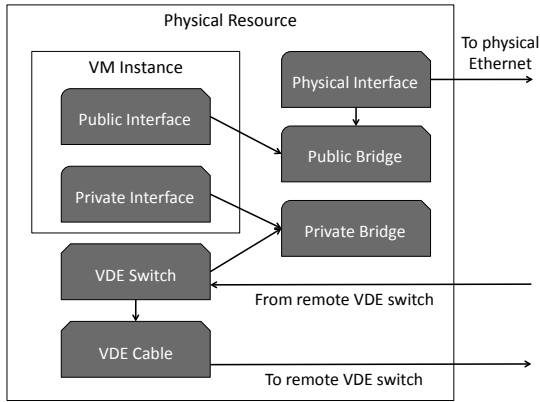 Physical Resource
To physical
Ethernet
VM Instance
Physical Interface
Public Interface
Public Bridge
Private Interface
Private Bridge
VDE Switch
From remote VDE switch
VDE Cable
To remote VDE switch